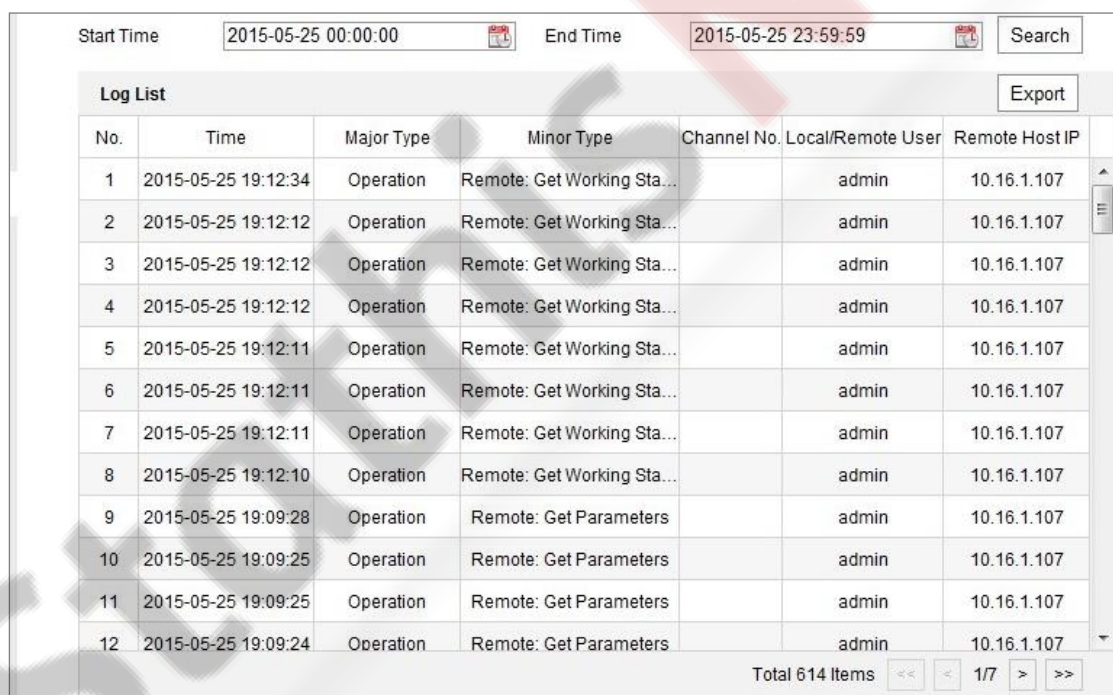 Start Time 2015-05-25 00:00:00 End Time 2015-05-25 23:59:59 Search
Log List Export
No. Time Major Type Minor Type Channel No. Local/Remote User Remote Host IP
1 2015-05-25 19:12:34 Operation Remote: Get Working Sta... admin 10.16.1.107
2 2015-05-25 19:12:12 Operation Remote: Get Working Sta... admin 10.16.1.107
3 2015-05-25 19:12:12 Operation Remote: Get Working Sta... admin 10.16.1.107
4 2015-05-25 19:12:12 Operation Remote: Get Working Sta... admin 10.16.1.107
5 2015-05-25 19:12:11 Operation Remote: Get Working Sta... admin 10.16.1.107
6 2015-05-25 19:12:11 Operation Remote: Get Working Sta... admin 10.16.1.107
7 2015-05-25 19:12:11 Operation Remote: Get Working Sta... admin 10.16.1.107
8 2015-05-25 19:12:10 Operation Remote: Get Working Sta... admin 10.16.1.107
9 2015-05-25 19:09:28 Operation Remote: Get Parameters admin 10.16.1.107
10 2015-05-25 19:09:25 Operation Remote: Get Parameters admin 10.16.1.107
11 2015-05-25 19:09:25 Operation Remote: Get Parameters admin 10.16.1.107
12 2015-05-25 19:09:24 Operation Remote: Get Parameters admin 10.16.1.107
Total 614 Items << < 1/7 > >>
Stathis